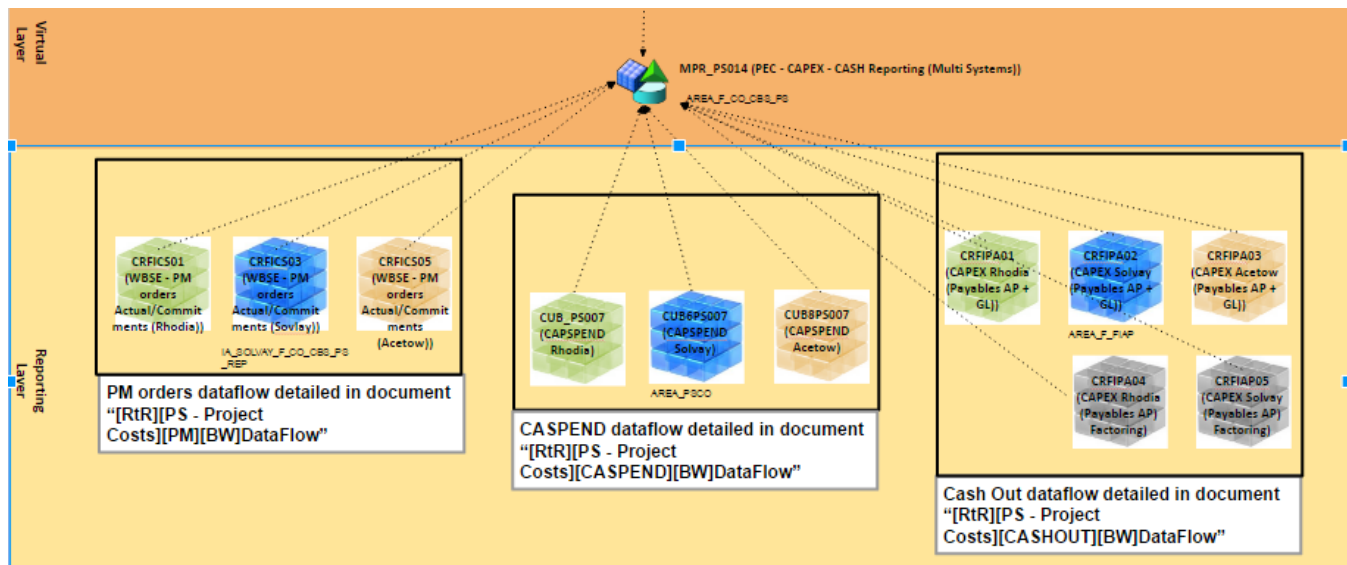 Virtual
Layer
MPR_PS014 (PEC - CAPEX - CASH Reporting (Multi Systems))
AREA_F_CO_OBS_PS
Reporting
Layer
CRFICS01
(WBSE - PM
orders
Actual/Commit
ments (Rhodia))
CRFICS03
(WBSE - PM
orders
Actual/Commit
ments (Sovlay))
CRFICS05
(WBSE - PM
orders
Actual/Commit
ments
(Acetow))
IA_SOLVAY_F_CO_OBS_PS
_REP
PM orders dataflow detailed in document
“[RtR][PS - Project
Costs][PM][BW]DataFlow”
CUB_PS007
(CAPSPEND
Rhodia)
CUB6PS007
(CAPSPEND
Solvay)
CUB8PS007
(CAPSPEND
Acetow)
AREA_PSCO
CASPEND dataflow detailed in document
“[RtR][PS - Project
Costs][CASPEND][BW]DataFlow”
CRFIPA01
(CAPEX Rhodia
(Payables AP +
GL))
CRFIPA02
(CAPEX Solvay
(Payables AP +
GL))
CRFIPA03
(CAPEX Acetow
(Payables AP +
GL))
AREA_F_FIAP
CRFIPA04
(CAPEX Rhodia
(Payables AP)
Factoring)
CRFIAP05
(CAPEX Solvay
(Payables AP)
Factoring)
Cash Out dataflow detailed in document
“[RtR][PS - Project
Costs][CASHOUT][BW]DataFlow”